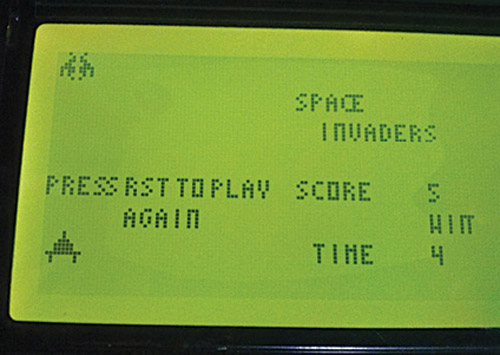 SPACE
INVADERS
PRESS RST TO PLAY
AGAIN
SCORE 5
WIN
TIME 4